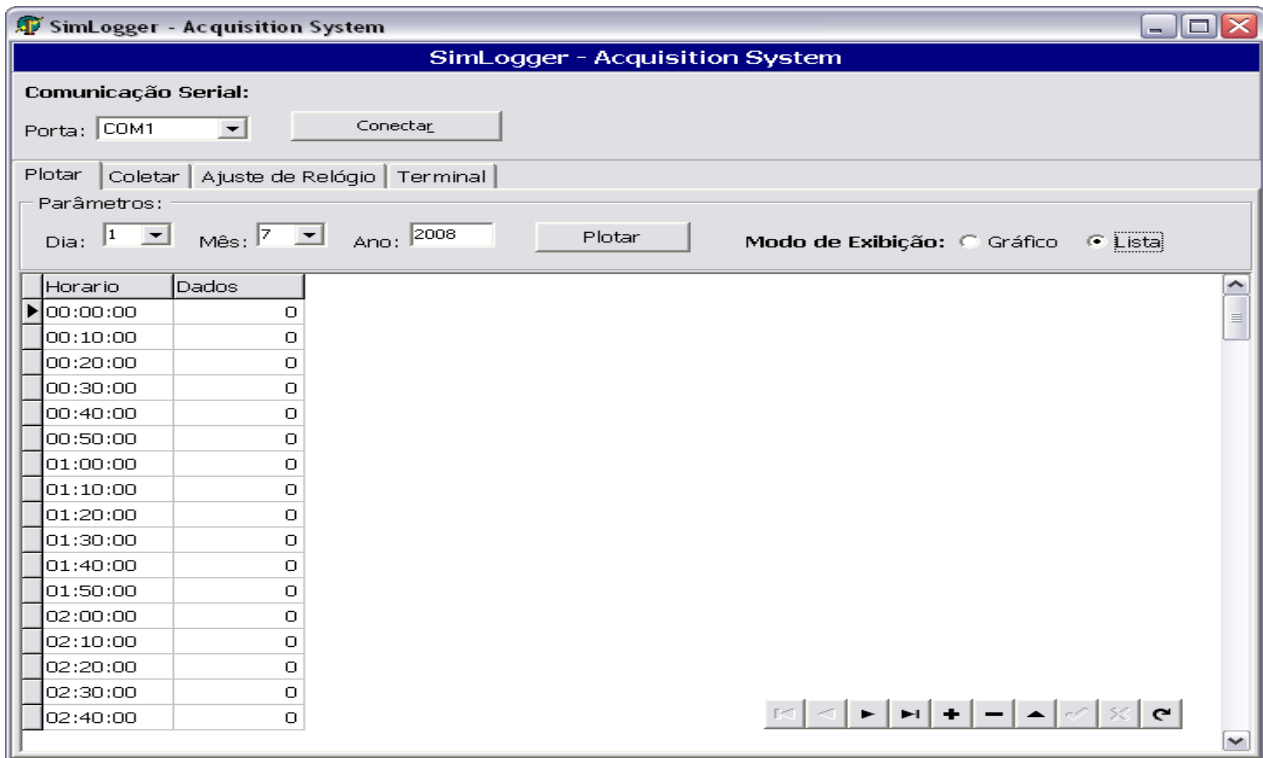 SimLogger - Acquisition System
SimLogger - Acquisition System
Comunicação Serial:
Porta: COM1 Conectar
Plotar Coletar Ajuste de Relógio Terminal
Parâmetros:
Dia: 1 Mês: 7 Ano: 2008 Plotar Modo de Exibição: Gráfico Lista
Horario Dados
00:00:00 0
00:10:00 0
00:20:00 0
00:30:00 0
00:40:00 0
00:50:00 0
01:00:00 0
01:10:00 0
01:20:00 0
01:30:00 0
01:40:00 0
01:50:00 0
02:00:00 0
02:10:00 0
02:20:00 0
02:30:00 0
02:40:00 0